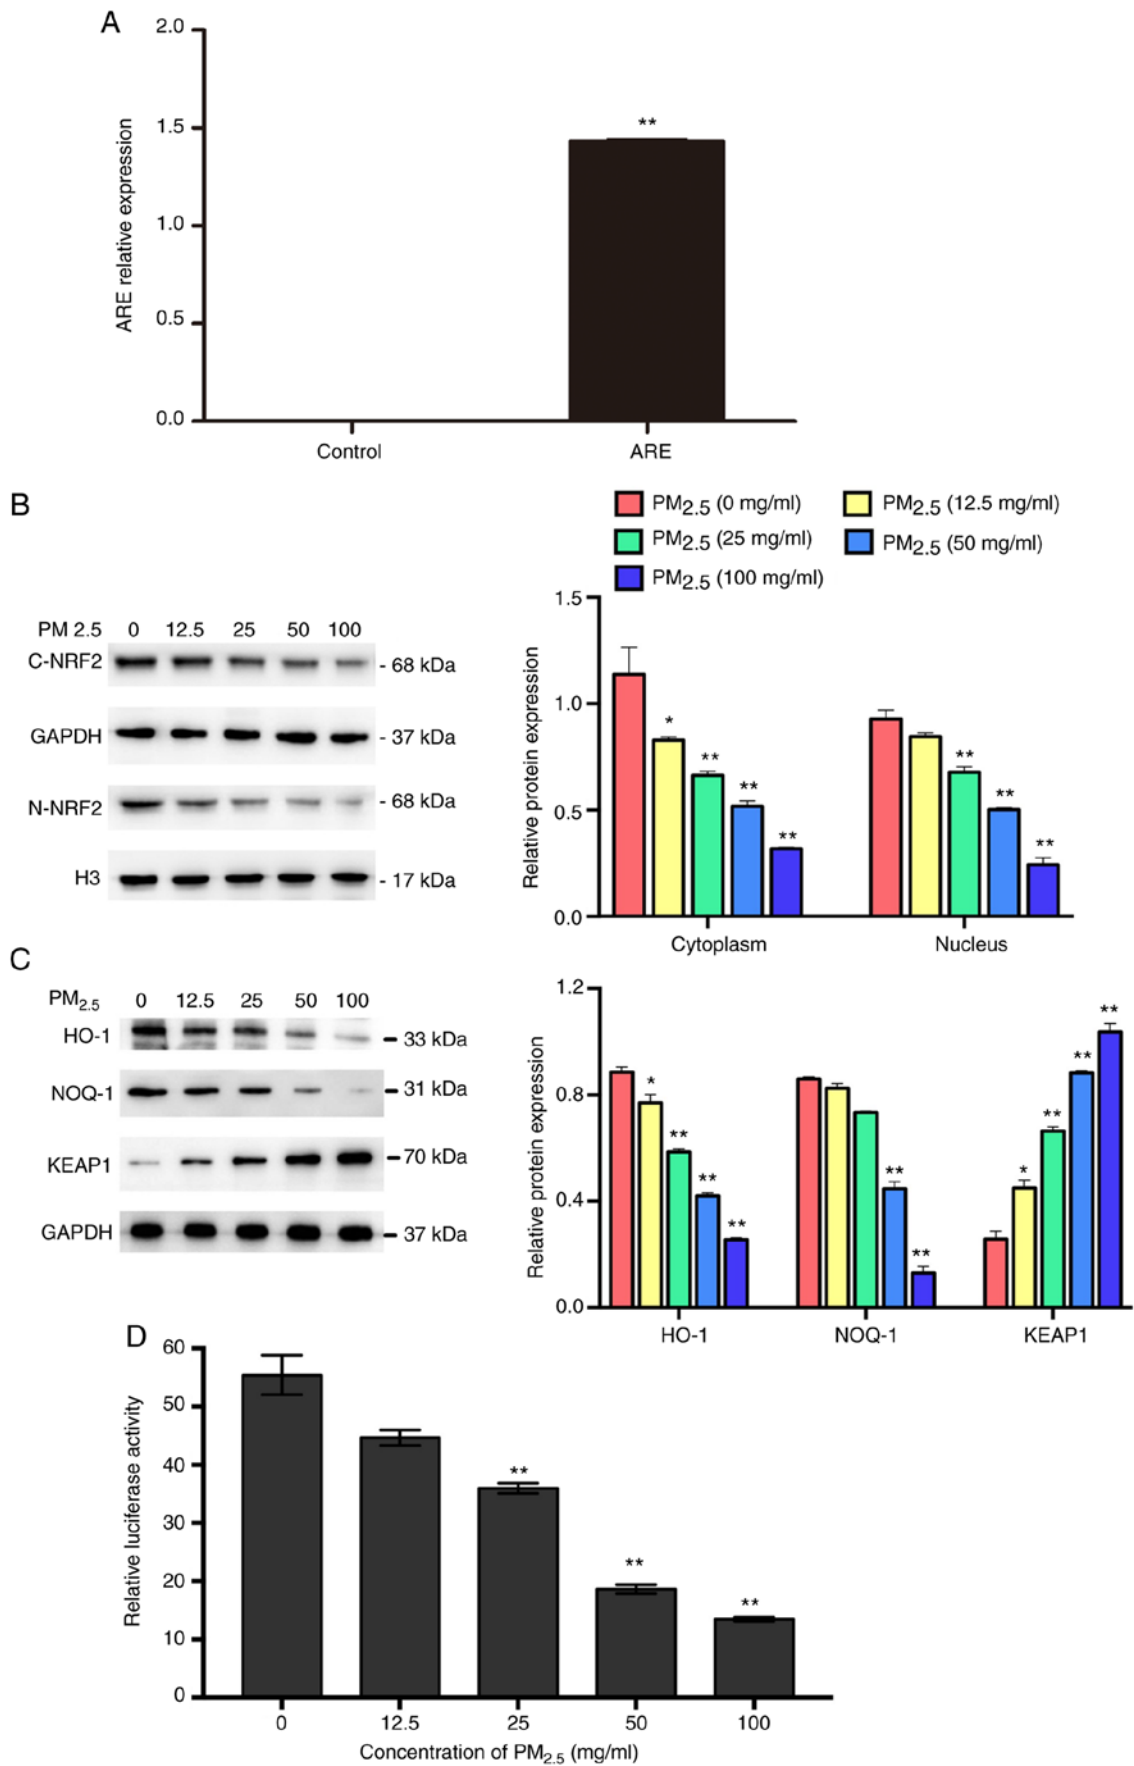 A
2.0
1.5
1.0
0.5
0.0
ARE relative expression
**
Control
ARE
B
PM 2.5 0 12.5 25 50 100
C-NRF2 - 68 kDa
GAPDH - 37 kDa
N-NRF2 - 68 kDa
H3 - 17 kDa
PM2.5 (0 mg/ml)
PM2.5 (12.5 mg/ml)
PM2.5 (25 mg/ml)
PM2.5 (50 mg/ml)
PM2.5 (100 mg/ml)
1.5
1.0
0.5
0.0
Relative protein expression
* ** ** **
** ** **
Cytoplasm
Nucleus
C
PM2.5 0 12.5 25 50 100
HO-1 33 kDa
NOQ-1 31 kDa
KEAP1 70 kDa
GAPDH 37 kDa
1.2
0.8
0.4
0.0
Relative protein expression
* ** ** **
** **
* ** ** **
HO-1
NOQ-1
KEAP1
D
60
50
40
30
20
10
0
Relative luciferase activity
** ** **
0 12.5 25 50 100
Concentration of PM2.5 (mg/ml)